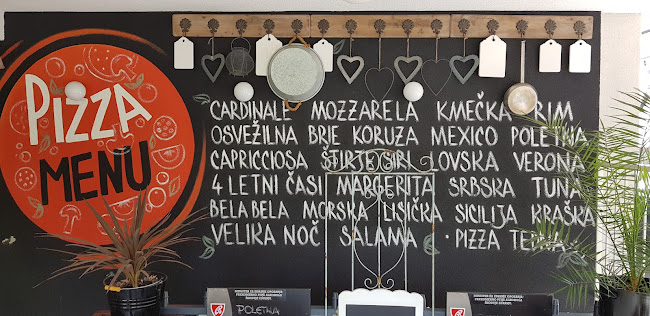 PIZZA
MENU
CARDINALE MOZZARELA KMEČKA RIM
OSVEŽILNA BRIE KORUZA MEXICO POLETNA
CAPRICCIOSA ŠTIRJE SIRI LOVSKA VERONA
4 LETNI ČASI MARGERITA SRBSKA TUNA
BELA BELA MORSKA LISIČKA SICILIJA KRAŠKA
VELIKA NOČ SALAMA · PIZZA
POLETNA